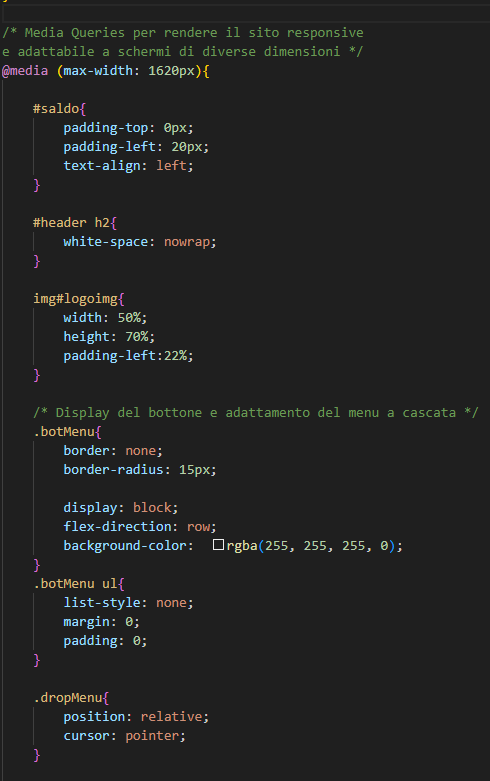 /* Media Queries per rendere il sito responsive
e adattabile a schermi di diverse dimensioni */
@media (max-width: 1620px){
#saldo{
padding-top: 0px;
padding-left: 20px;
text-align: left;
}
#header h2{
white-space: nowrap;
}
img#logoimg{
width: 50%;
height: 70%;
padding-left:22%;
}
/* Display del bottone e adattamento del menu a cascata */
.botMenu{
border: none;
border-radius: 15px;
display: block;
flex-direction: row;
background-color: rgba(255, 255, 255, 0);
}
.botMenu ul{
list-style: none;
margin: 0;
padding: 0;
}
.dropMenu{
position: relative;
cursor: pointer;
}